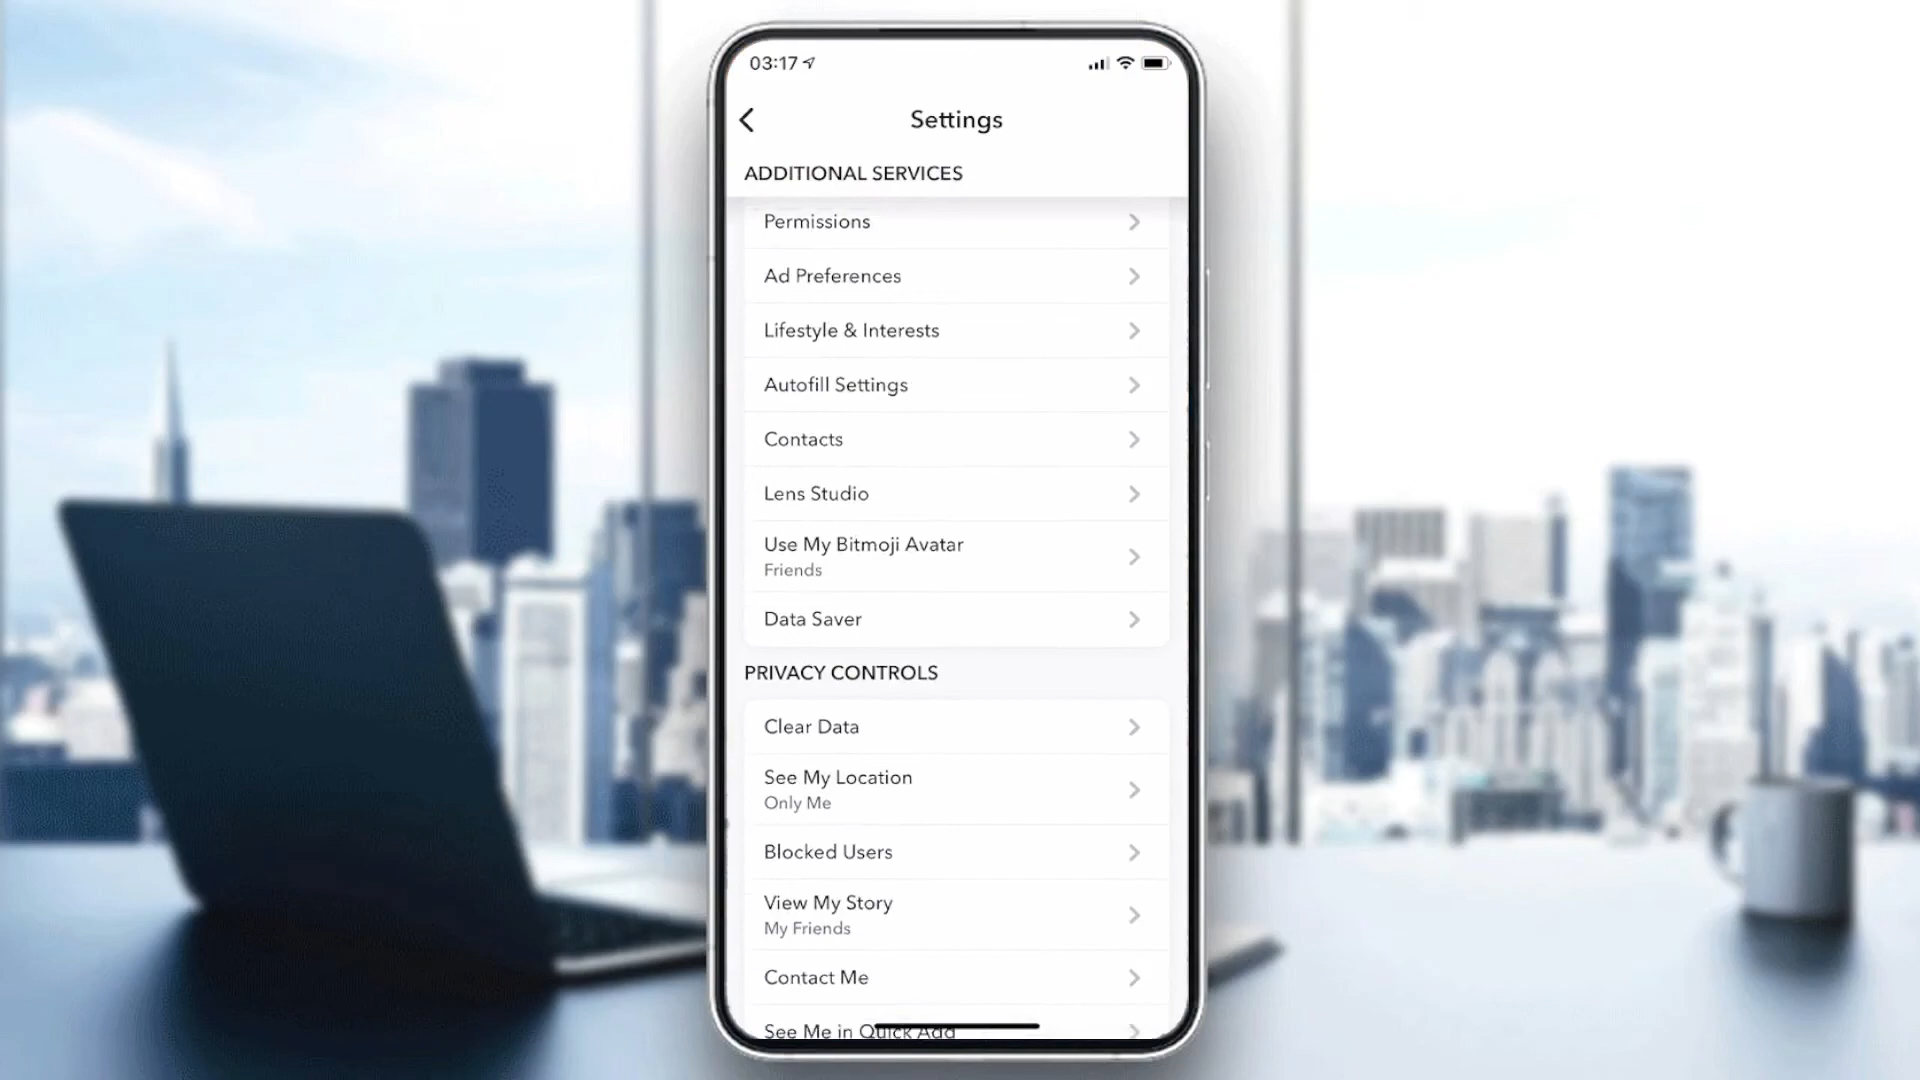 03:17
Settings
ADDITIONAL SERVICES
Permissions
Ad Preferences
Lifestyle & Interests
Autofill Settings
Contacts
Lens Studio
Use My Bitmoji Avatar
Friends
Data Saver
PRIVACY CONTROLS
Clear Data
See My Location
Only Me
Blocked Users
View My Story
My Friends
Contact Me
See Me in Quick Add